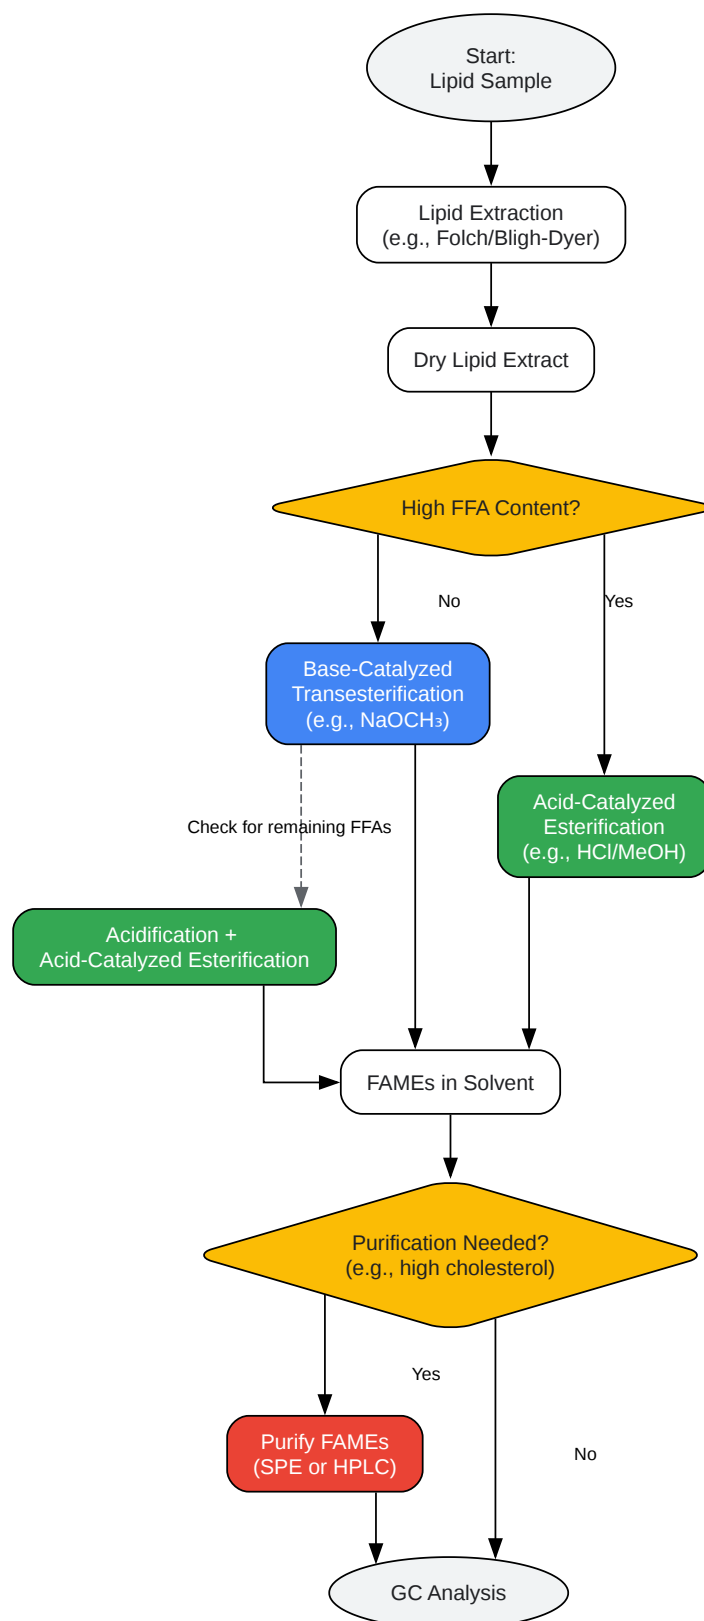 Start:
Lipid Sample
Lipid Extraction
(e.g., Folch/Bligh-Dyer)
Dry Lipid Extract
High FFA Content?
No
Yes
Base-Catalyzed
Transesterification
(e.g., NaOCH₃)
Acid-Catalyzed
Esterification
(e.g., HCl/MeOH)
Check for remaining FFAs
Acidification +
Acid-Catalyzed Esterification
FAMEs in Solvent
Purification Needed?
(e.g., high cholesterol)
Yes
No
Purify FAMEs
(SPE or HPLC)
GC Analysis